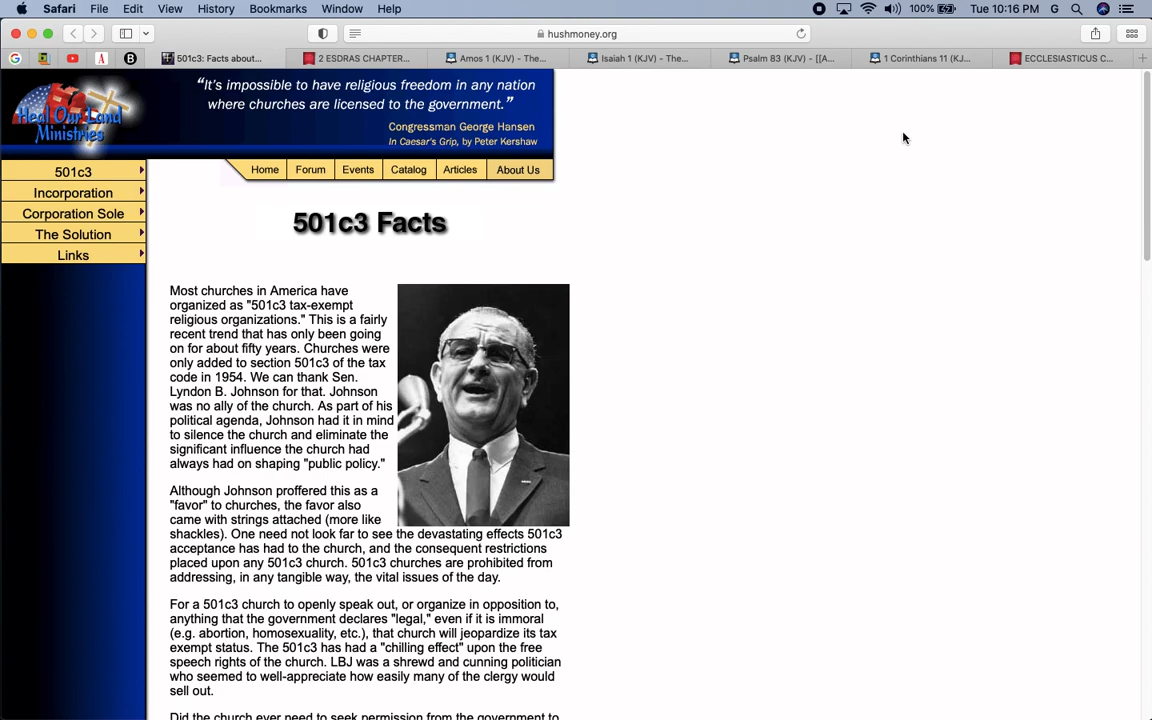 Safari File Edit View History Bookmarks Window Help 100% Tue 10:16 PM G
hushmoney.org
501c3: Facts about... 2 ESDRAS CHAPTER... Amos 1 (KJV) - The... Isaiah 1 (KJV) - The... Psalm 83 (KJV) - [[A... 1 Corinthians 11 (KJ... ECCLESIASTICUS C...
Heal Our Land
Ministries
"It's impossible to have religious freedom in any nation
where churches are licensed to the government."
Congressman George Hansen
In Caesar's Grip, by Peter Kershaw
Home Forum Events Catalog Articles About Us
501c3
Incorporation
Corporation Sole
The Solution
Links
501c3 Facts
Most churches in America have
organized as "501c3 tax-exempt
religious organizations." This is a fairly
recent trend that has only been going
on for about fifty years. Churches were
only added to section 501c3 of the tax
code in 1954. We can thank Sen.
Lyndon B. Johnson for that. Johnson
was no ally of the church. As part of his
political agenda, Johnson had it in mind
to silence the church and eliminate the
significant influence the church had
always had on shaping "public policy."
Although Johnson proffered this as a
"favor" to churches, the favor also
came with strings attached (more like
shackles). One need not look far to see the devastating effects 501c3
acceptance has had to the church, and the consequent restrictions
placed upon any 501c3 church. 501c3 churches are prohibited from
addressing, in any tangible way, the vital issues of the day.
For a 501c3 church to openly speak out, or organize in opposition to,
anything that the government declares "legal," even if it is immoral
(e.g. abortion, homosexuality, etc.), that church will jeopardize its tax
exempt status. The 501c3 has had a "chilling effect" upon the free
speech rights of the church. LBJ was a shrewd and cunning politician
who seemed to well-appreciate how easily many of the clergy would
sell out.
Did the church ever need to seek permission from the government to